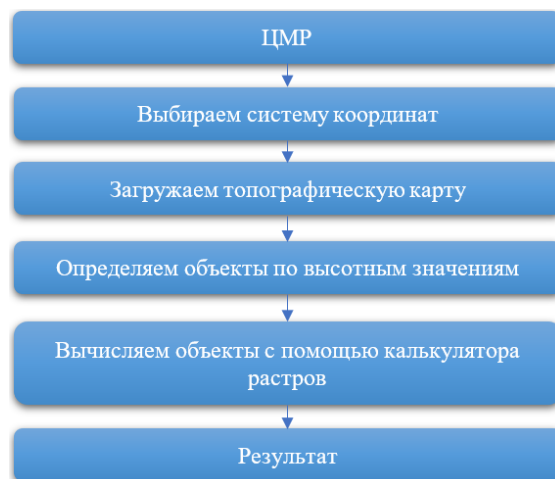 ЦМР
Выбираем систему координат
Загружаем топографическую карту
Определяем объекты по высотным значениям
Вычисляем объекты с помощью калькулятора
растров
Результат